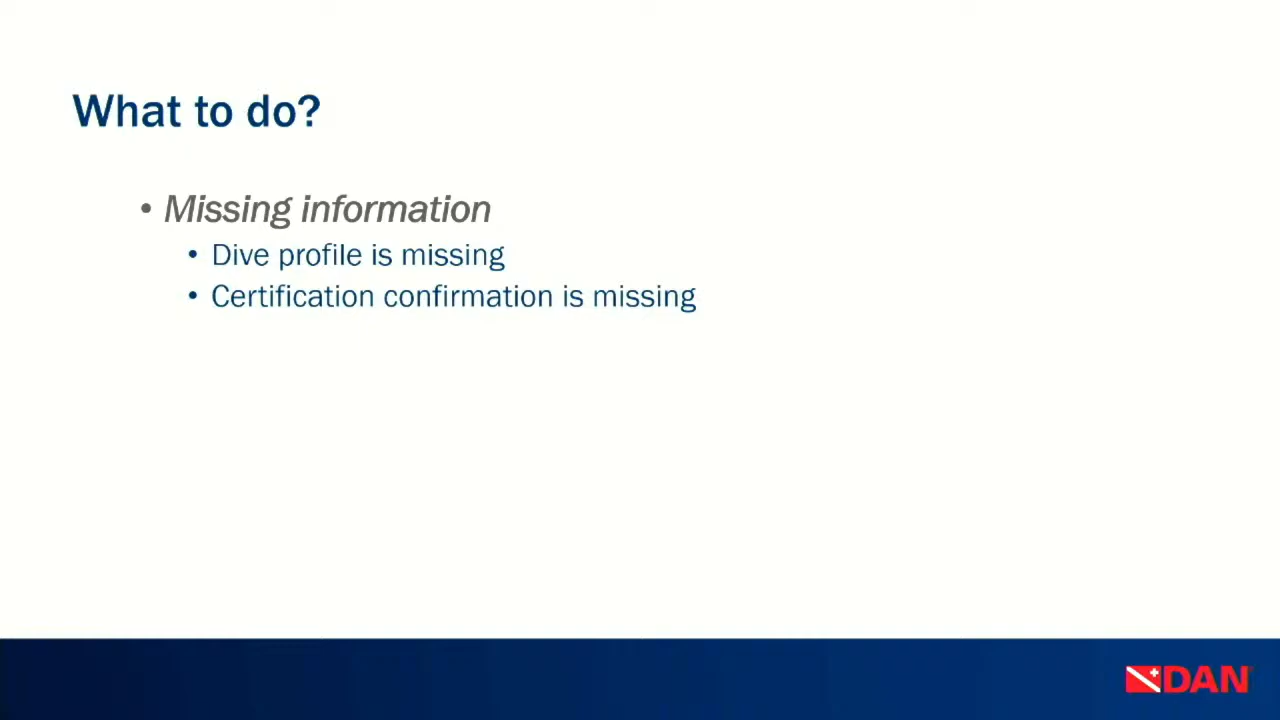 What to do?
• Missing information
• Dive profile is missing
• Certification confirmation is missing
DAN